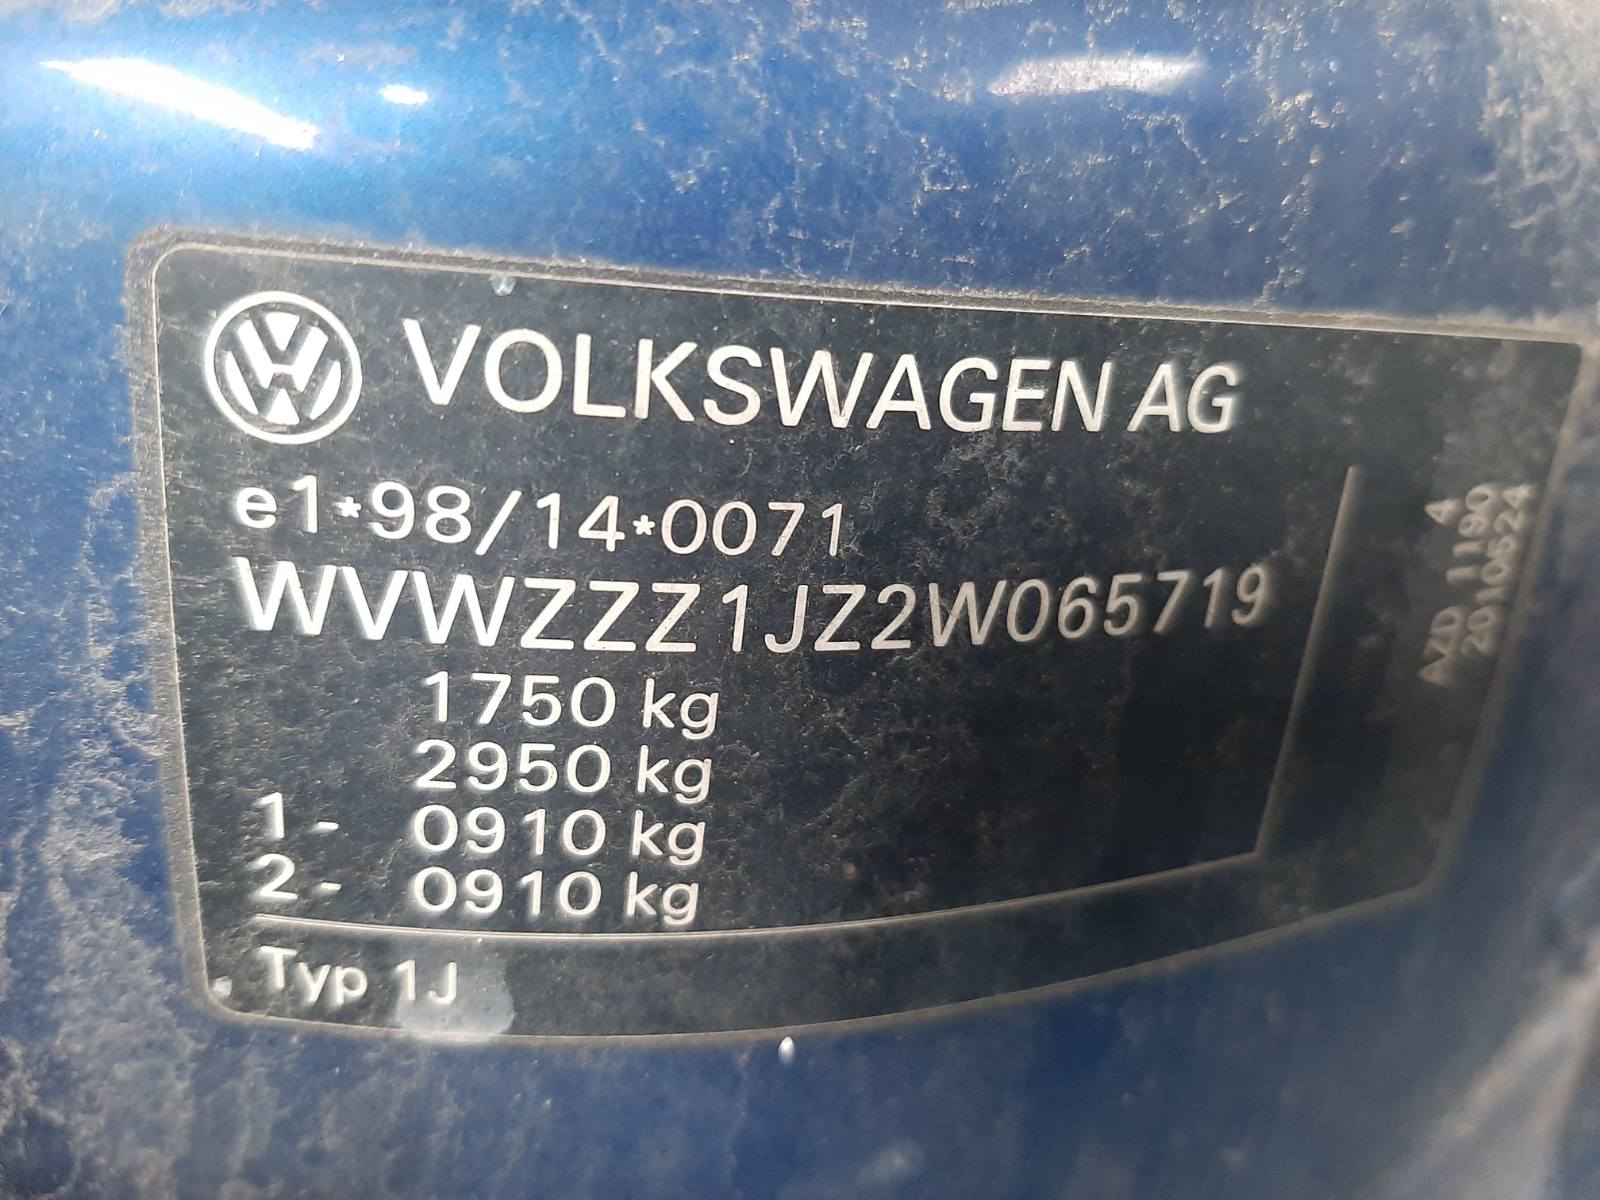 VOLKSWAGEN AG
e1*98/14*0071
WVWZZZ1JZ2W065719
1750 kg
2950 kg
1- 0910 kg
2- 0910 kg
Typ 1J
AZD 1190 4
2010524